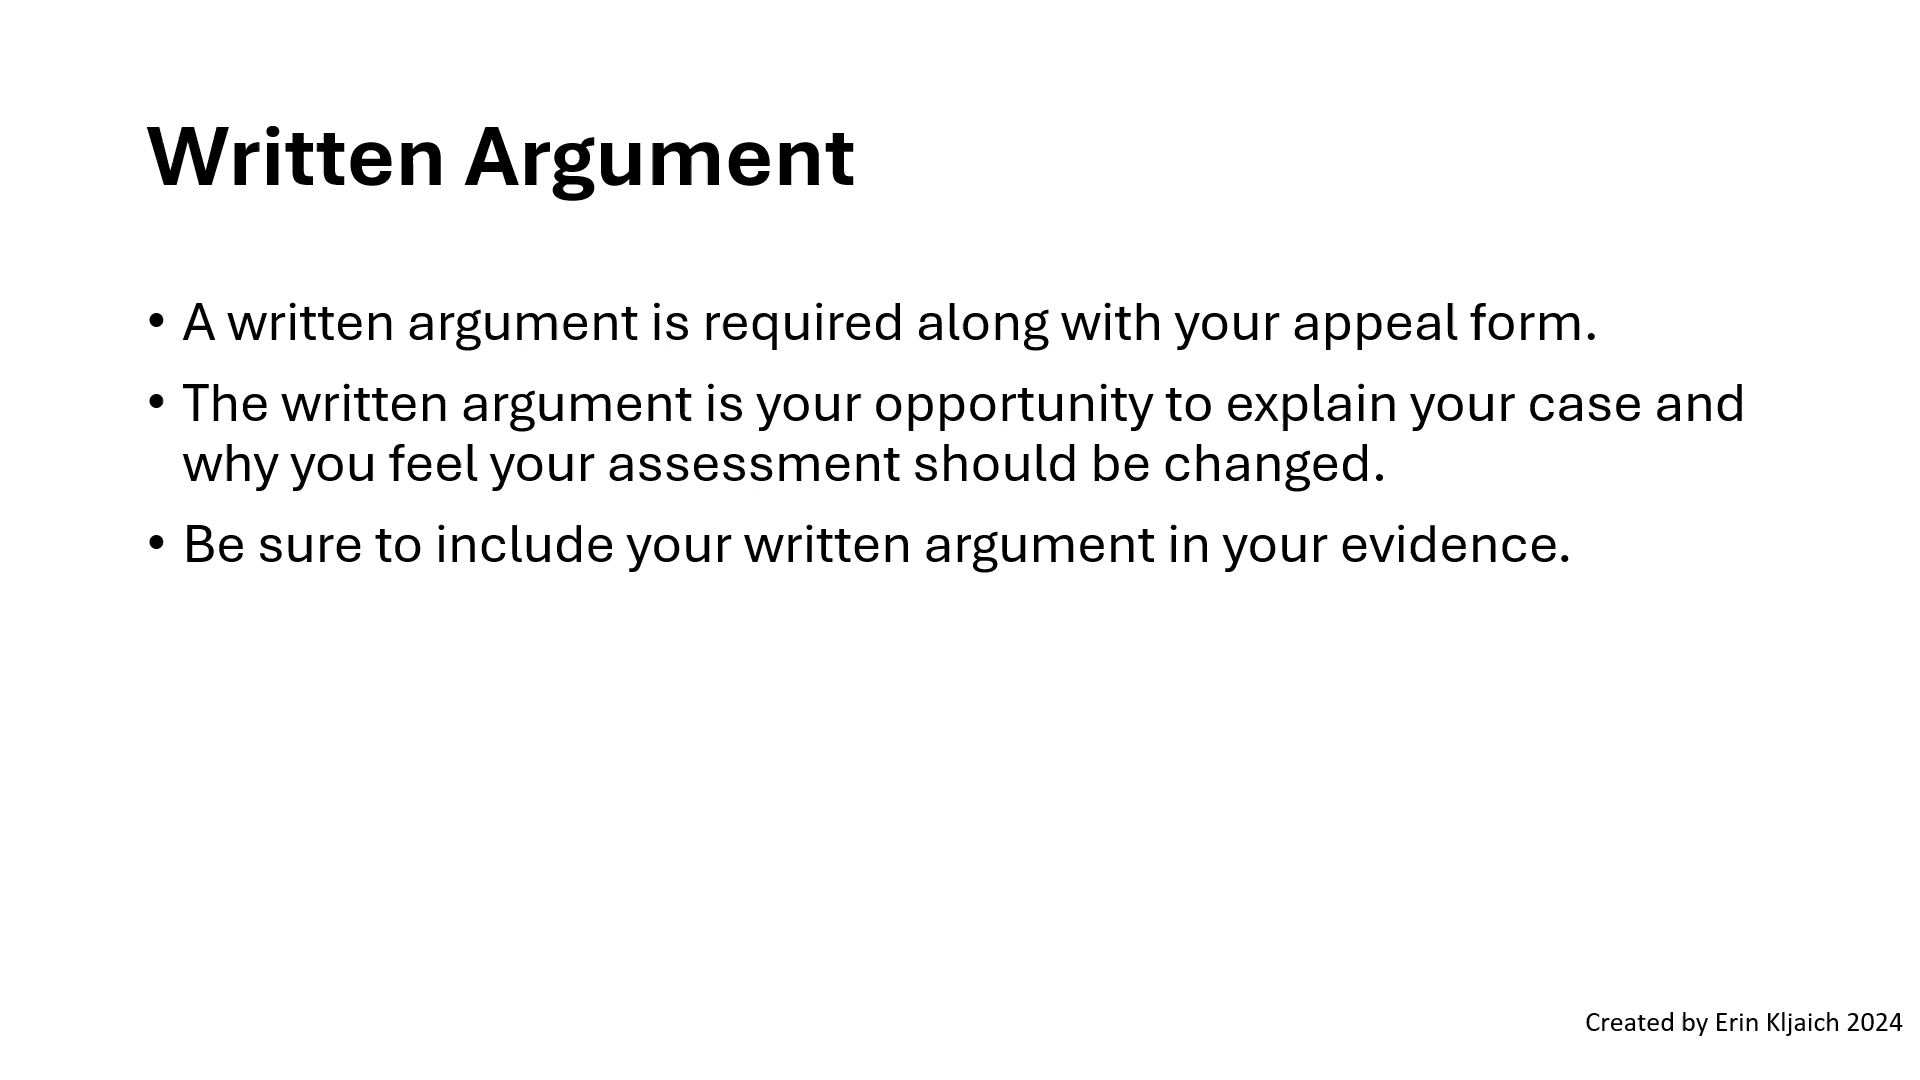 Written Argument
• A written argument is required along with your appeal form.
• The written argument is your opportunity to explain your case and
why you feel your assessment should be changed.
• Be sure to include your written argument in your evidence.
Created by Erin Kljaich 2024